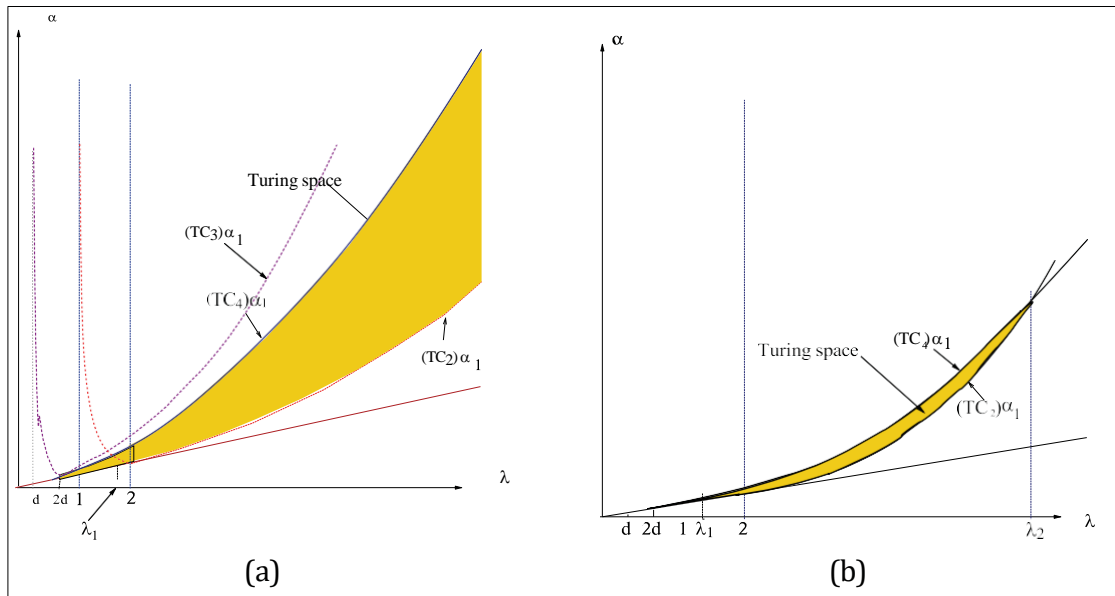 α
Turing space
(TC3)α1
(TC4)α1
(TC2)α1
λ
d 2d 1 2
λ1
(a)
α
(TC4)α1
Turing space
(TC2)α1
d 2d 1 λ1 2 λ2 λ
(b)